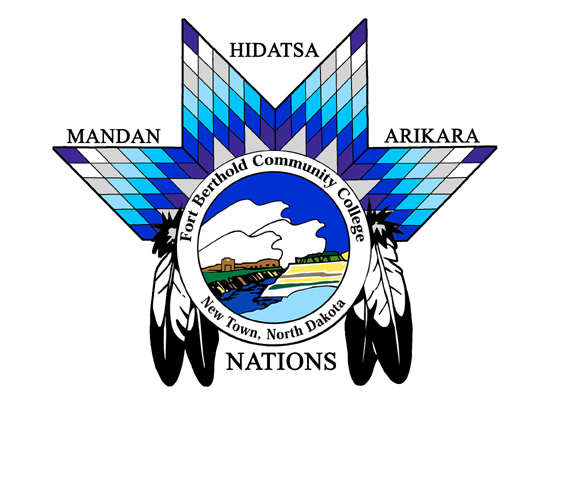 HIDATSA
MANDAN
ARIKARA
Fort Berthold Community College
New Town, North Dakota
NATIONS